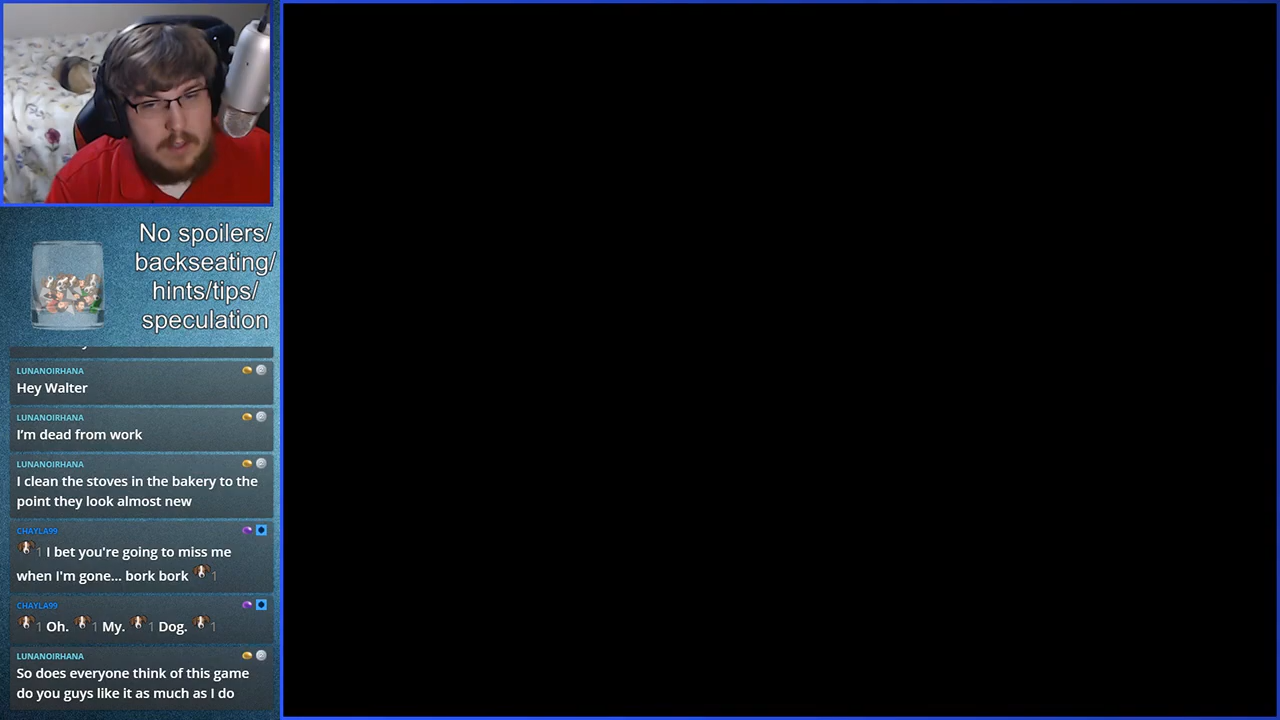 No spoilers/
backseating/
hints/tips/
speculation
LUNANOIRHANA
Hey Walter
LUNANOIRHANA
I'm dead from work
LUNANOIRHANA
I clean the stoves in the bakery to the
point they look almost new
CHAYLA99
1 I bet you're going to miss me
when I'm gone... bork bork 1
CHAYLA99
1 Oh. 1 My. 1 Dog. 1
LUNANOIRHANA
So does everyone think of this game
do you guys like it as much as I do